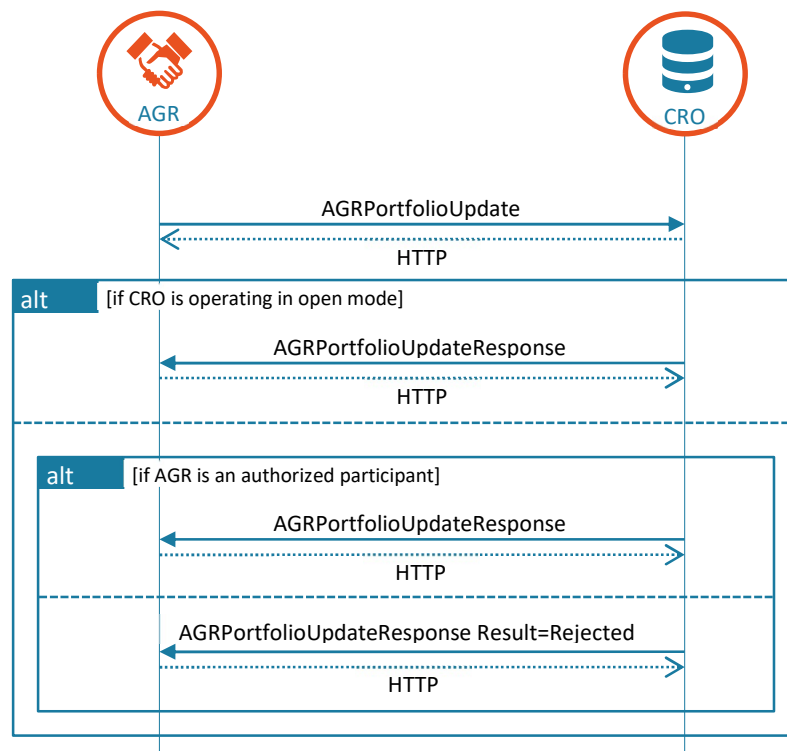 AGR
CRO
AGRPortfolioUpdate
HTTP
alt [if CRO is operating in open mode]
AGRPortfolioUpdateResponse
HTTP
alt [if AGR is an authorized participant]
AGRPortfolioUpdateResponse
HTTP
AGRPortfolioUpdateResponse Result=Rejected
HTTP